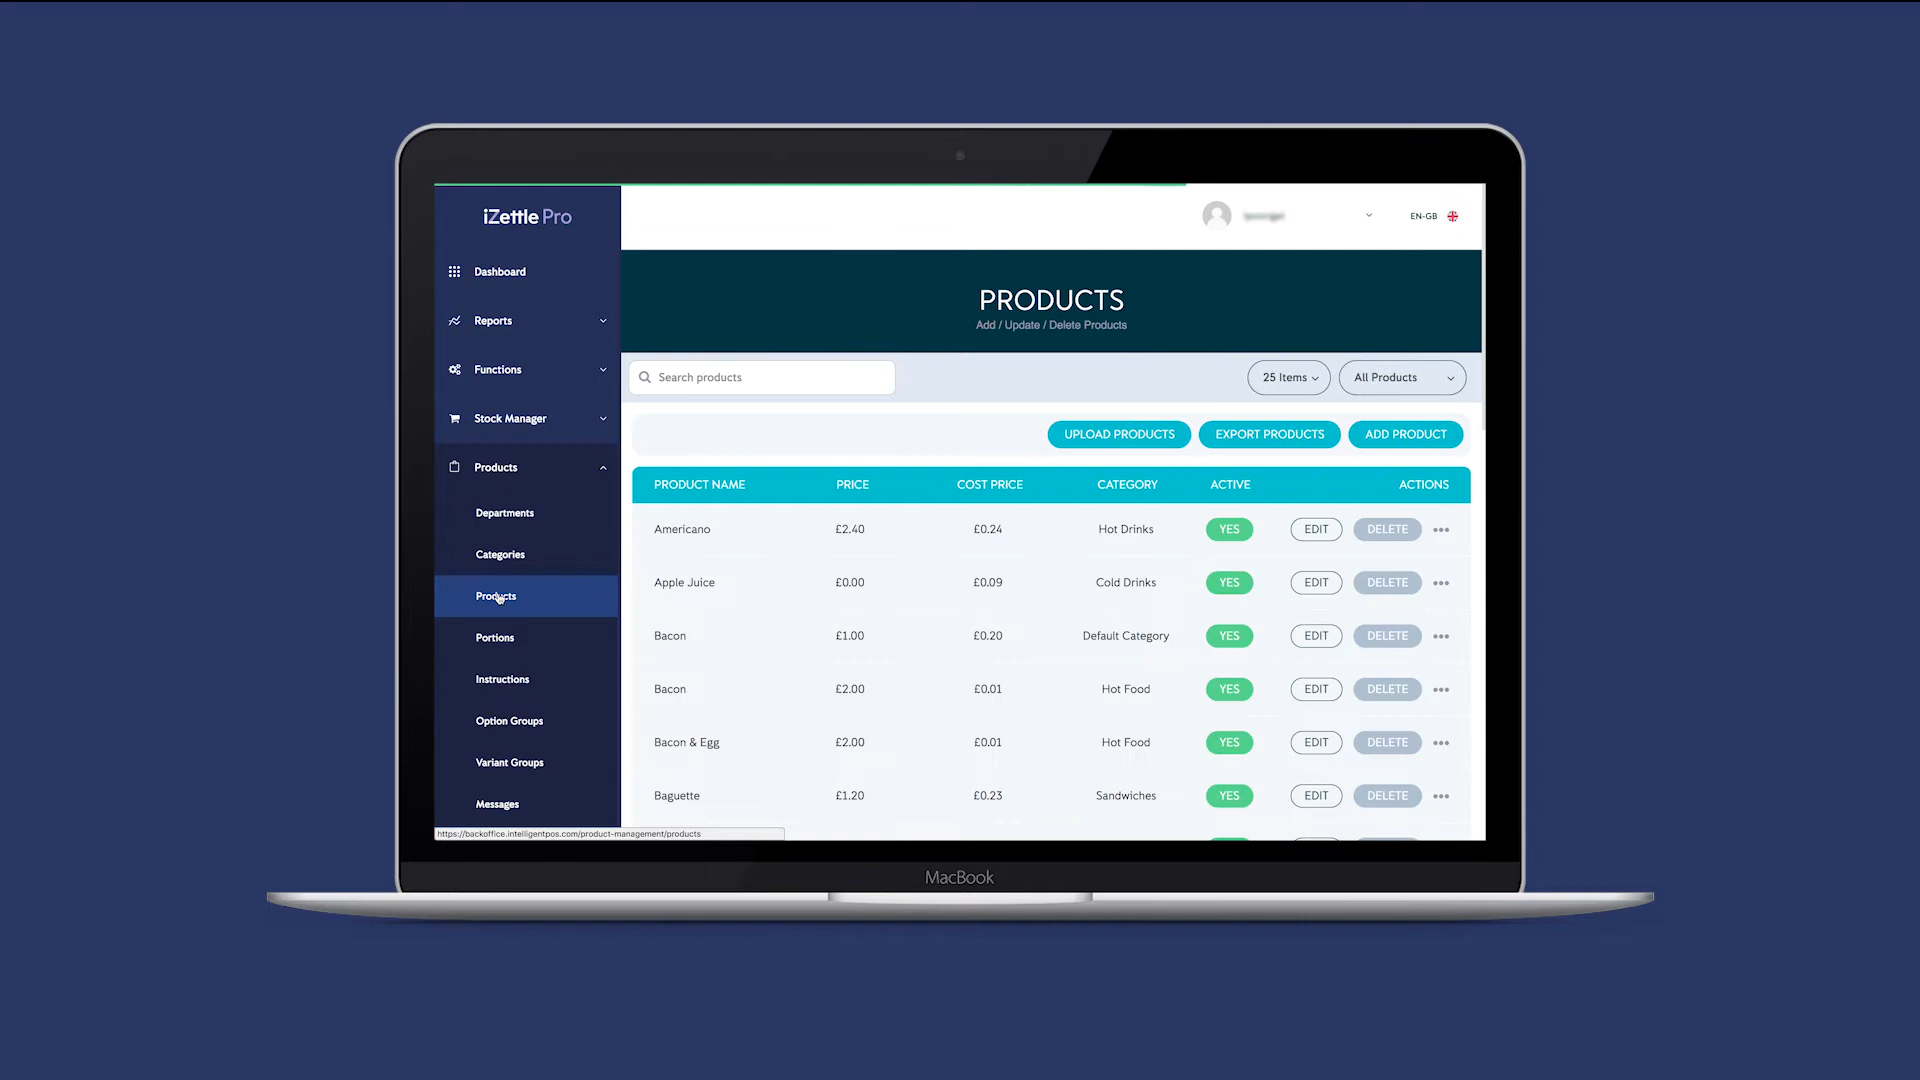 iZettle Pro
EN-GB
Dashboard
Reports
Functions
Stock Manager
Products
Departments
Categories
Products
Portions
Instructions
Option Groups
Variant Groups
Messages
https://backoffice.intelligentpos.com/product-management/products
PRODUCTS
Add / Update / Delete Products
Search products
25 Items
All Products
UPLOAD PRODUCTS EXPORT PRODUCTS ADD PRODUCT
PRODUCT NAME PRICE COST PRICE CATEGORY ACTIVE ACTIONS
Americano £2.40 £0.24 Hot Drinks YES EDIT DELETE
Apple Juice £0.00 £0.09 Cold Drinks YES EDIT DELETE
Bacon £1.00 £0.20 Default Category YES EDIT DELETE
Bacon £2.00 £0.01 Hot Food YES EDIT DELETE
Bacon & Egg £2.00 £0.01 Hot Food YES EDIT DELETE
Baguette £1.20 £0.23 Sandwiches YES EDIT DELETE
MacBook